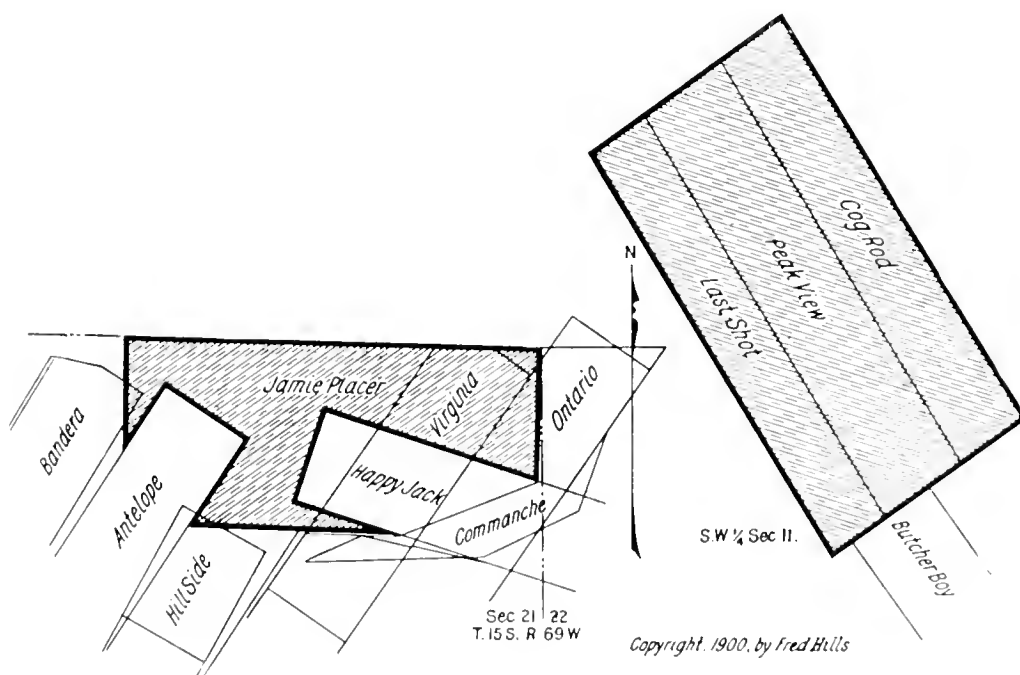 Cog Rod
Peak View
Last Shot
N
Jamie Placer
Virginia
Ontario
Bandera
Happy Jack
Antelope
Commanche
S.W ¼ Sec 11.
Butcher Boy
Hill Side
Sec 21 22
T. 15 S. R 69 W
Copyright. 1900, by Fred Hills